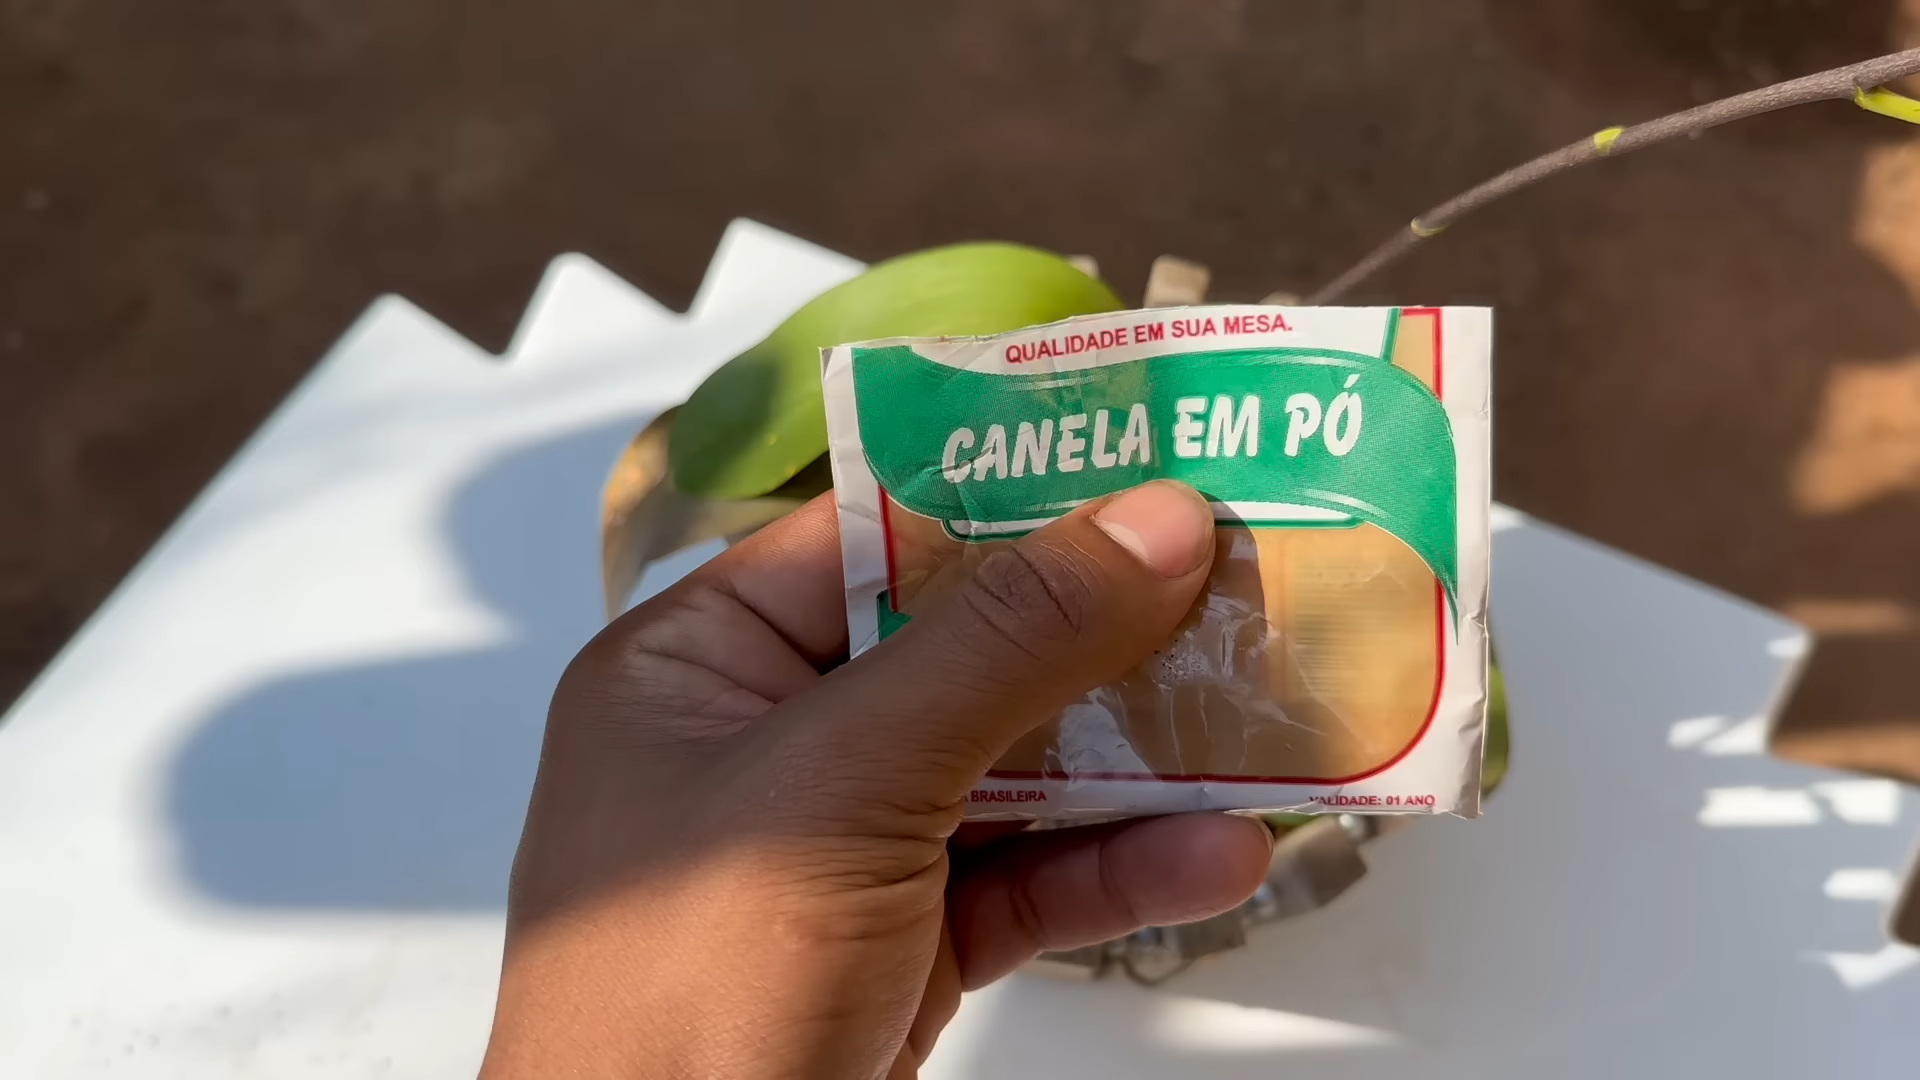 QUALIDADE EM SUA MESA.
CANELA EM PÓ
BRASILEIRA
VALIDADE: 01 ANO